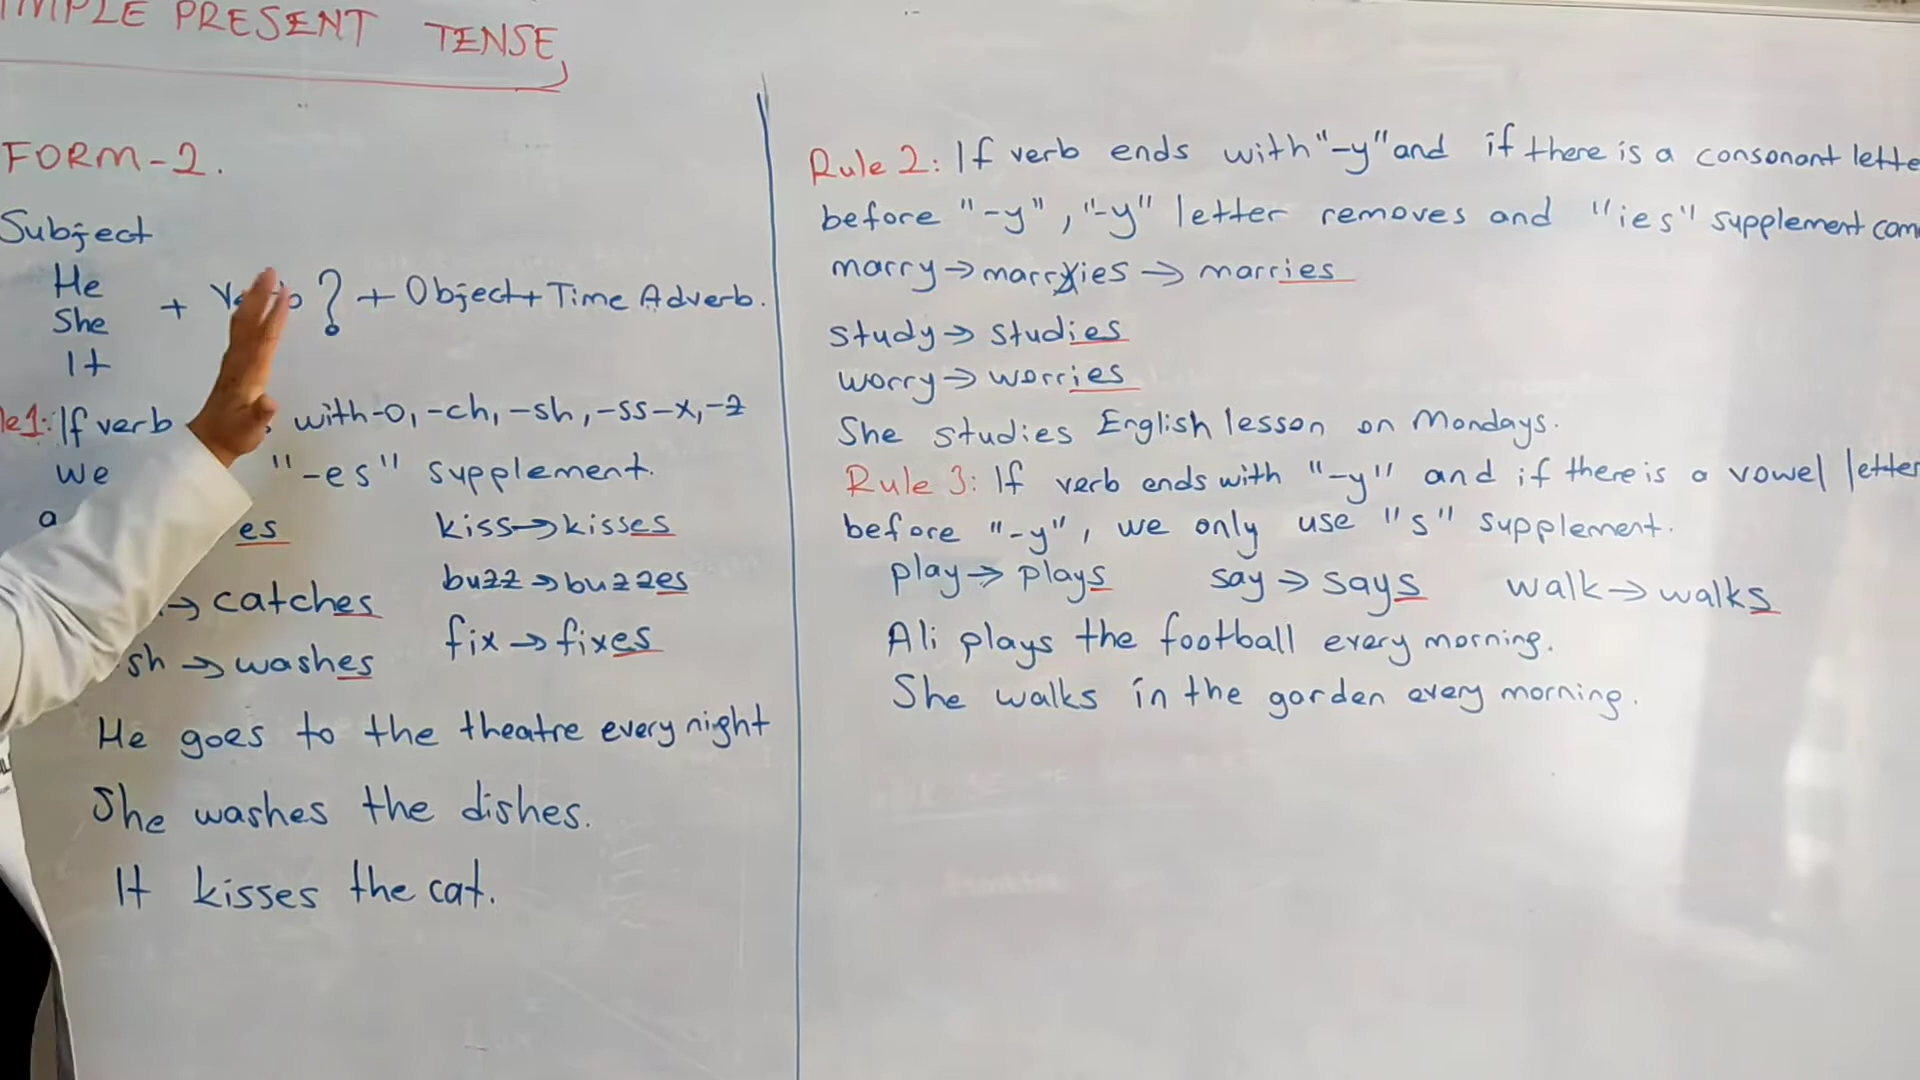 IMPLE PRESENT TENSE
FORM-2.
Subject
He
She
It
+ Verb ? + Object + Time Adverb.
le1: If verb with -o, -ch, -sh, -ss -x, -z
we "-es" supplement.
es
kiss → kisses
buzz → buzzes
→ catches
fix → fixes
sh → washes
He goes to the theatre every night
She washes the dishes.
It kisses the cat.
Rule 2: If verb ends with "-y" and if there is a consonant lette
before "-y", "-y" letter removes and "ies" supplement com
marry → marryies → marries
study → studies
worry → worries
She studies English lesson on Mondays.
Rule 3: If verb ends with "-y" and if there is a vowel letter
before "-y", we only use "s" supplement.
play → plays say → says walk → walks
Ali plays the football every morning.
She walks in the garden every morning.